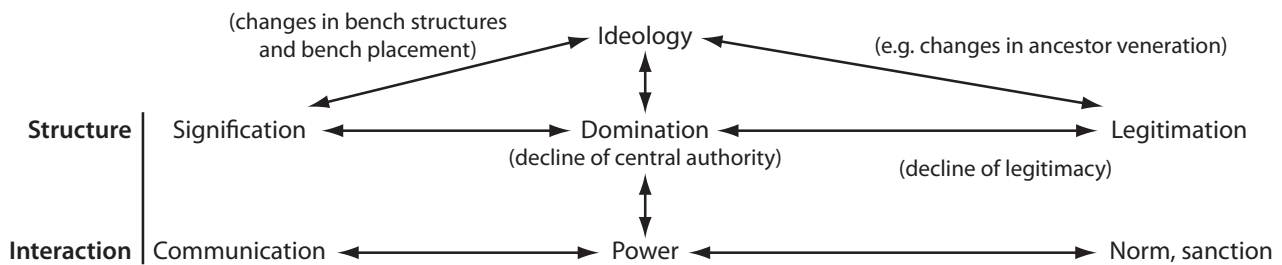 (changes in bench structures
and bench placement)
Ideology
(e.g. changes in ancestor veneration)
Structure
Signification
Domination
Legitimation
(decline of central authority)
(decline of legitimacy)
Interaction
Communication
Power
Norm, sanction